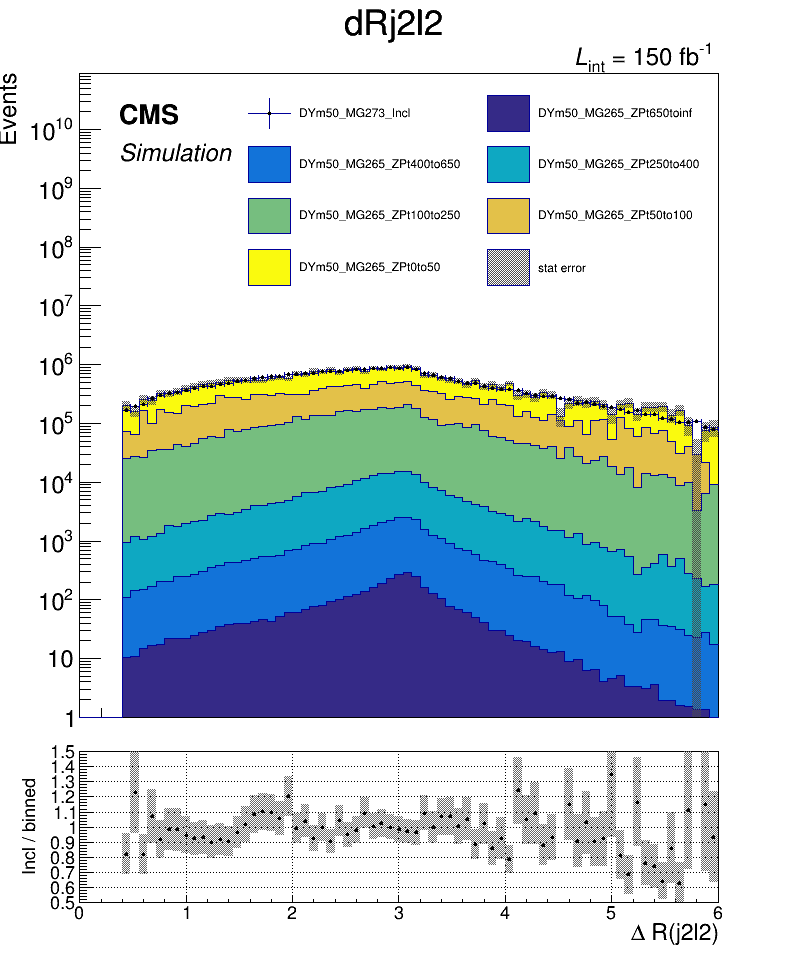 dRj2l2
L_int = 150 fb^-1
Events
CMS
Simulation
DYm50_MG273_Incl
DYm50_MG265_ZPt650toinf
DYm50_MG265_ZPt400to650
DYm50_MG265_ZPt250to400
DYm50_MG265_ZPt100to250
DYm50_MG265_ZPt50to100
DYm50_MG265_ZPt0to50
stat error
10^10
10^9
10^8
10^7
10^6
10^5
10^4
10^3
10^2
10
1
Incl / binned
1.5
1.4
1.3
1.2
1.1
1
0.9
0.8
0.7
0.6
0.5
0 1 2 3 4 5 6
Δ R(j2l2)